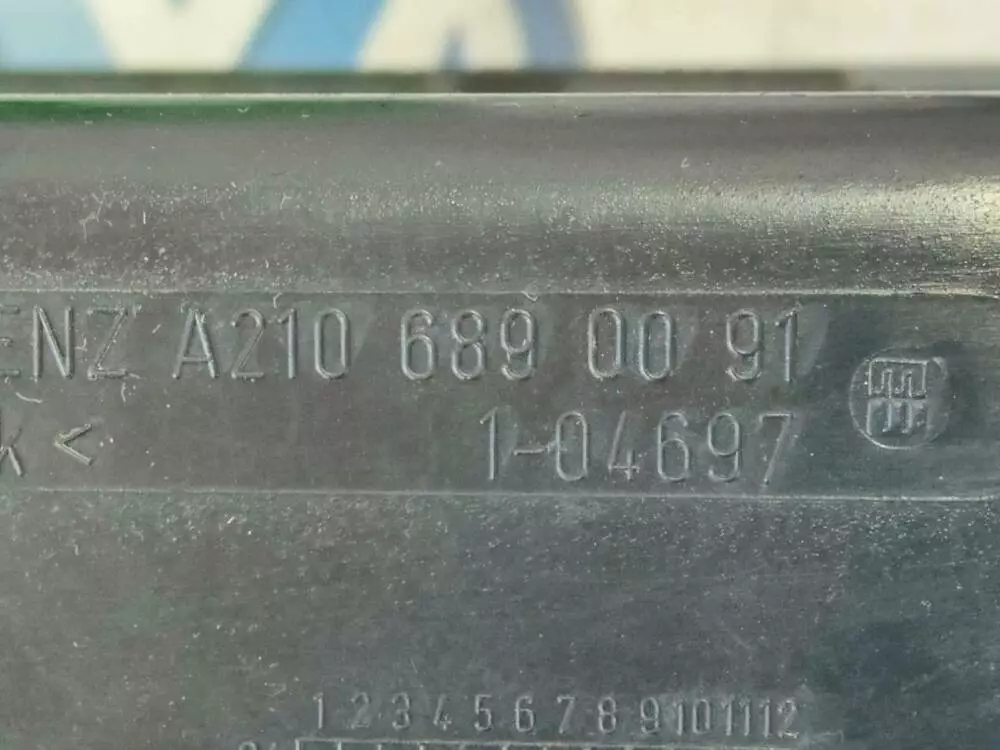 ENZ A210 689 00 91
k < 1-04697
1 2 3 4 5 6 7 8 9 10 11 12